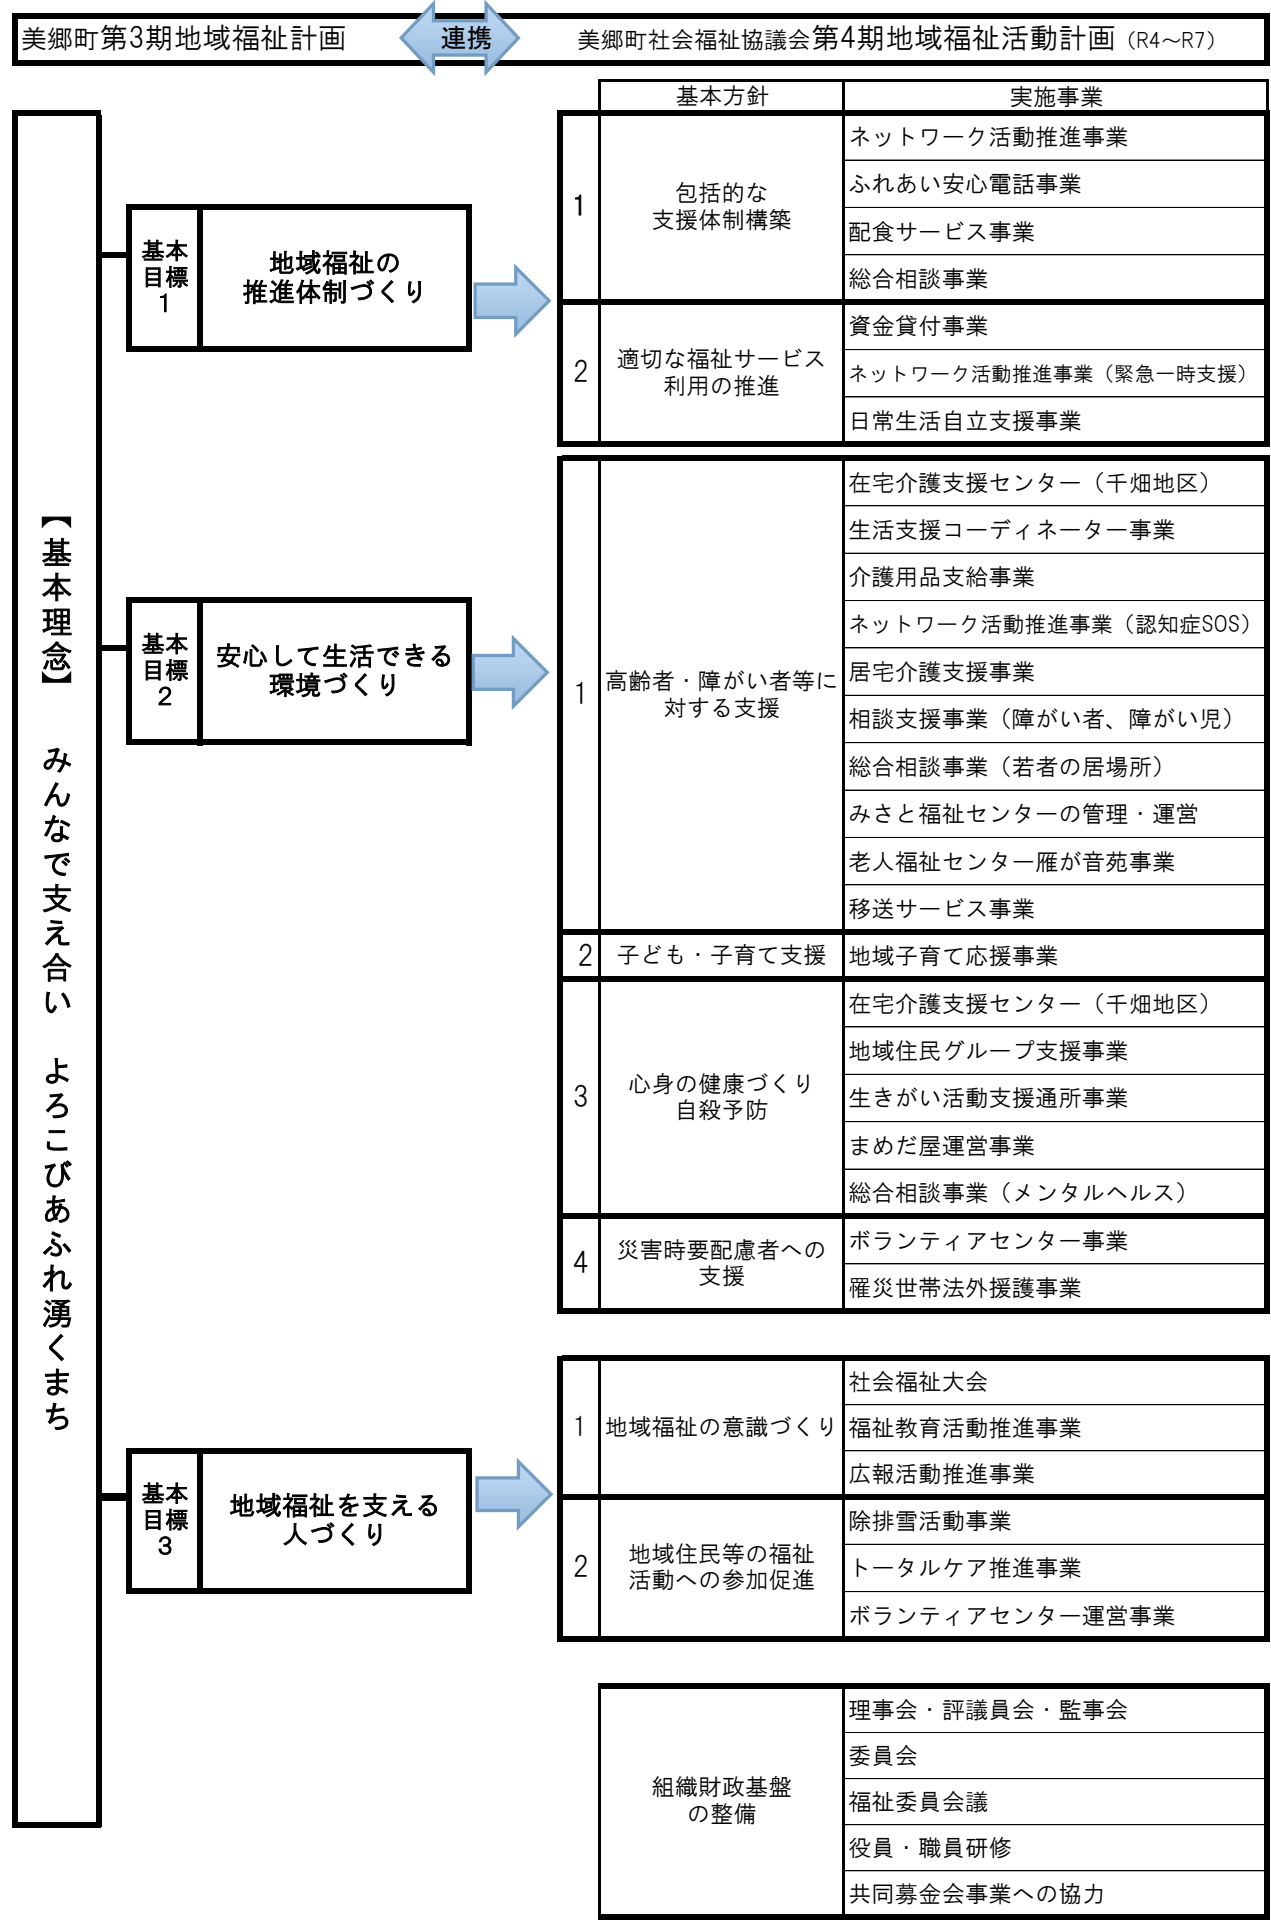 美郷町第3期地域福祉計画
連携
美郷町社会福祉協議会第4期地域福祉活動計画（R4～R7）
【基本理念】　みんなで支え合い　よろこびあふれ湧くまち
基本
目標
1
地域福祉の
推進体制づくり
基本方針
実施事業
1
包括的な
支援体制構築
ネットワーク活動推進事業
ふれあい安心電話事業
配食サービス事業
総合相談事業
2
適切な福祉サービス
利用の推進
資金貸付事業
ネットワーク活動推進事業（緊急一時支援）
日常生活自立支援事業
基本
目標
2
安心して生活できる
環境づくり
1
高齢者・障がい者等に
対する支援
在宅介護支援センター（千畑地区）
生活支援コーディネーター事業
介護用品支給事業
ネットワーク活動推進事業（認知症SOS）
居宅介護支援事業
相談支援事業（障がい者、障がい児）
総合相談事業（若者の居場所）
みさと福祉センターの管理・運営
老人福祉センター雁が音苑事業
移送サービス事業
2
子ども・子育て支援
地域子育て応援事業
3
心身の健康づくり
自殺予防
在宅介護支援センター（千畑地区）
地域住民グループ支援事業
生きがい活動支援通所事業
まめだ屋運営事業
総合相談事業（メンタルヘルス）
4
災害時要配慮者への
支援
ボランティアセンター事業
罹災世帯法外援護事業
基本
目標
3
地域福祉を支える
人づくり
1
地域福祉の意識づくり
社会福祉大会
福祉教育活動推進事業
広報活動推進事業
2
地域住民等の福祉
活動への参加促進
除排雪活動事業
トータルケア推進事業
ボランティアセンター運営事業
組織財政基盤
の整備
理事会・評議員会・監事会
委員会
福祉委員会議
役員・職員研修
共同募金会事業への協力